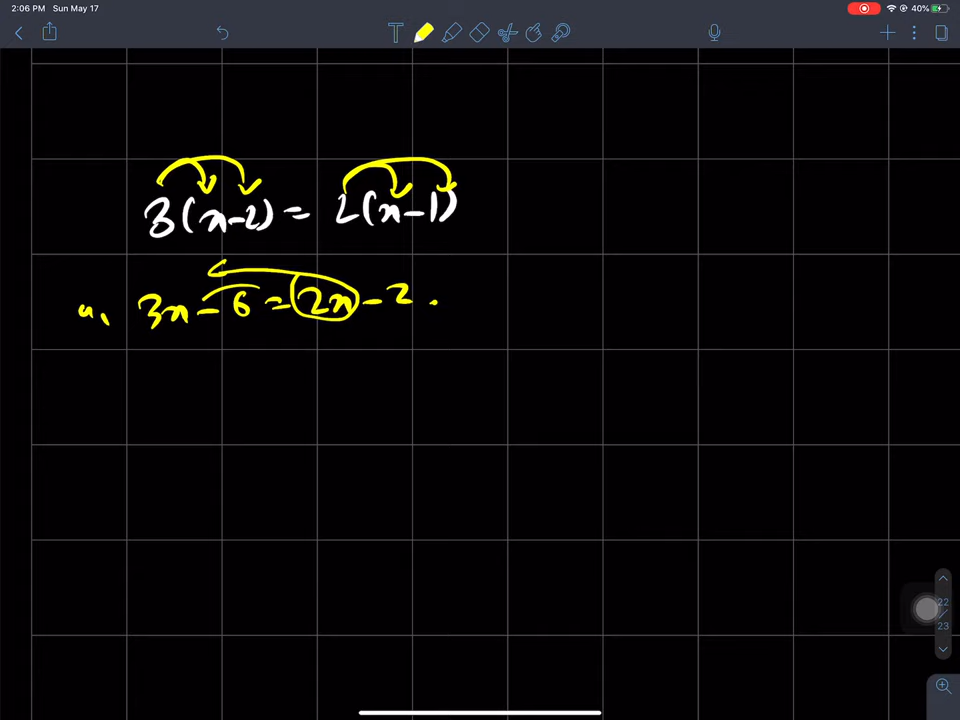 2:06 PM Sun May 17
40%
T
3(x-2) = 2(x-1)
3x - 6 = 2x - 2 .
22
/
23